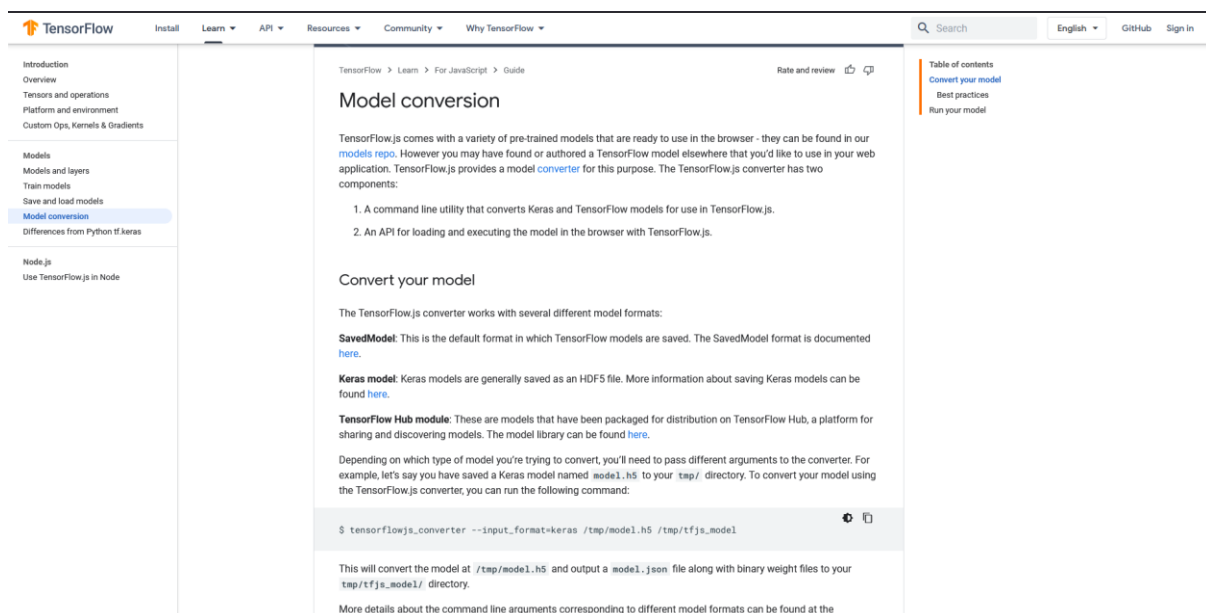 TensorFlow Install Learn API Resources Community Why TensorFlow Search English GitHub Sign in
Introduction
Overview
Tensors and operations
Platform and environment
Custom Ops, Kernels & Gradients
Models
Models and layers
Train models
Save and load models
Model conversion
Differences from Python tf.keras
Node.js
Use TensorFlow.js in Node
TensorFlow > Learn > For JavaScript > Guide
Rate and review
Model conversion
TensorFlow.js comes with a variety of pre-trained models that are ready to use in the browser - they can be found in our
models repo. However you may have found or authored a TensorFlow model elsewhere that you'd like to use in your web
application. TensorFlow.js provides a model converter for this purpose. The TensorFlow.js converter has two
components:
1. A command line utility that converts Keras and TensorFlow models for use in TensorFlow.js.
2. An API for loading and executing the model in the browser with TensorFlow.js.
Convert your model
The TensorFlow.js converter works with several different model formats:
SavedModel: This is the default format in which TensorFlow models are saved. The SavedModel format is documented
here.
Keras model: Keras models are generally saved as an HDF5 file. More information about saving Keras models can be
found here.
TensorFlow Hub module: These are models that have been packaged for distribution on TensorFlow Hub, a platform for
sharing and discovering models. The model library can be found here.
Depending on which type of model you're trying to convert, you'll need to pass different arguments to the converter. For
example, let's say you have saved a Keras model named model.h5 to your tmp/ directory. To convert your model using
the TensorFlow.js converter, you can run the following command:
$ tensorflowjs_converter --input_format=keras /tmp/model.h5 /tmp/tfjs_model
This will convert the model at /tmp/model.h5 and output a model.json file along with binary weight files to your
tmp/tfjs_model/ directory.
More details about the command line arguments corresponding to different model formats can be found at the
Table of contents
Convert your model
Best practices
Run your model